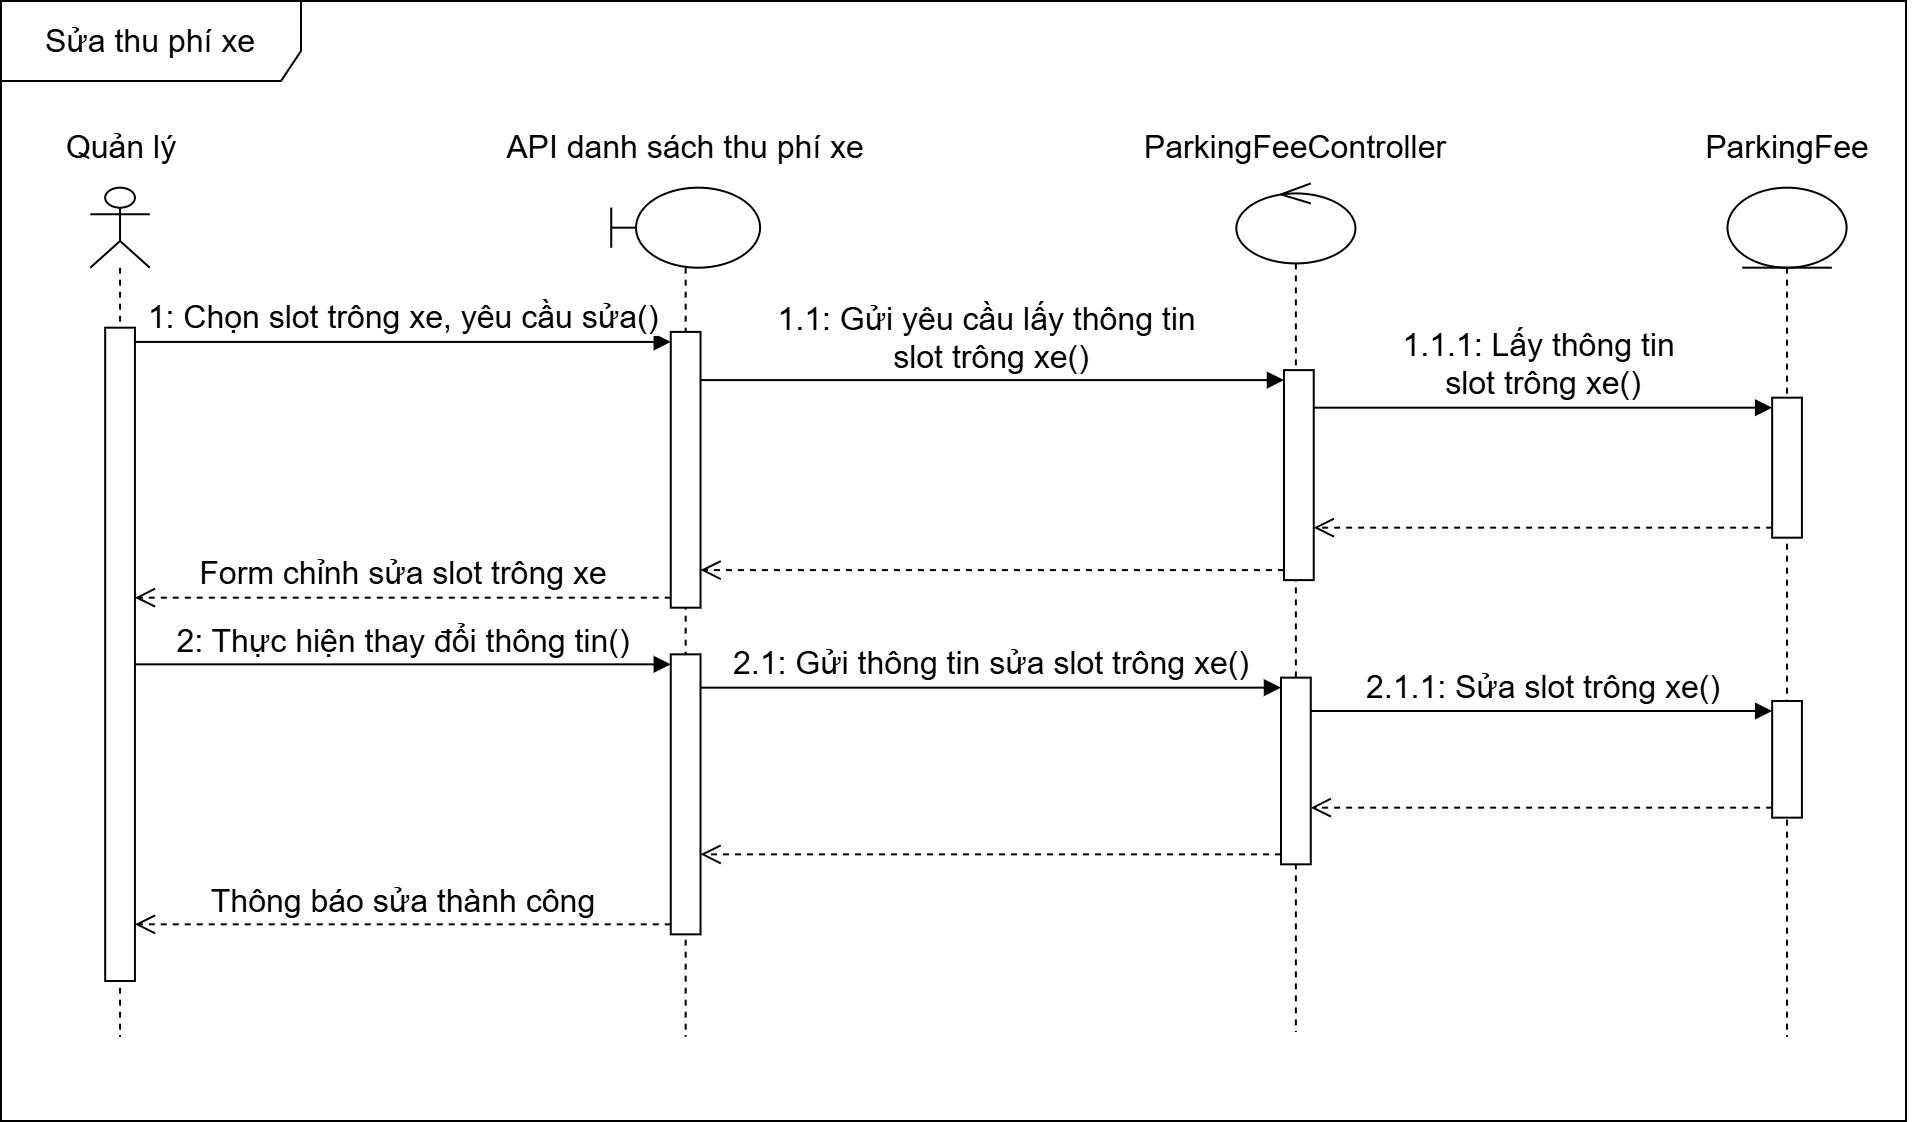 Sửa thu phí xe
Quản lý
API danh sách thu phí xe
ParkingFeeController
ParkingFee
1: Chọn slot trông xe, yêu cầu sửa()
1.1: Gửi yêu cầu lấy thông tin
slot trông xe()
1.1.1: Lấy thông tin
slot trông xe()
Form chỉnh sửa slot trông xe
2: Thực hiện thay đổi thông tin()
2.1: Gửi thông tin sửa slot trông xe()
2.1.1: Sửa slot trông xe()
Thông báo sửa thành công